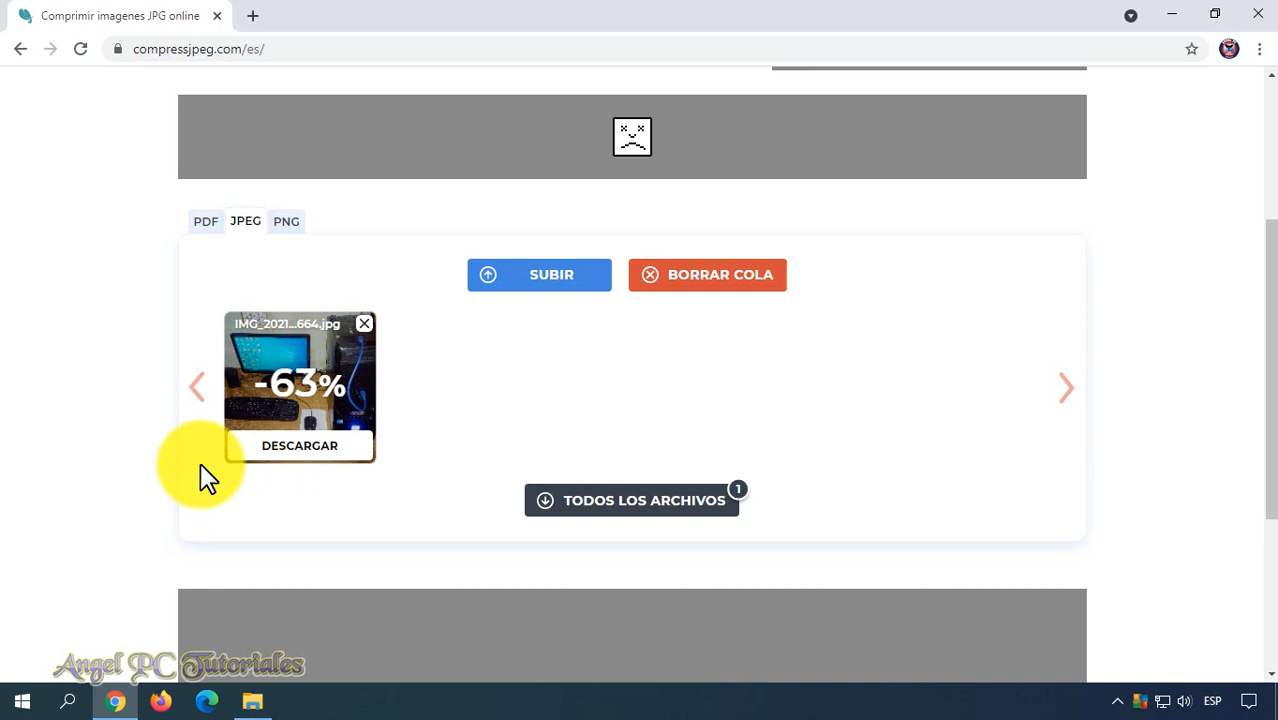 Comprimir imagenes JPG online
compressjpeg.com/es/
PDF JPEG PNG
SUBIR BORRAR COLA
IMG_2021...664.jpg
-63%
DESCARGAR
TODOS LOS ARCHIVOS 1
Angel PC Tutoriales
ESP